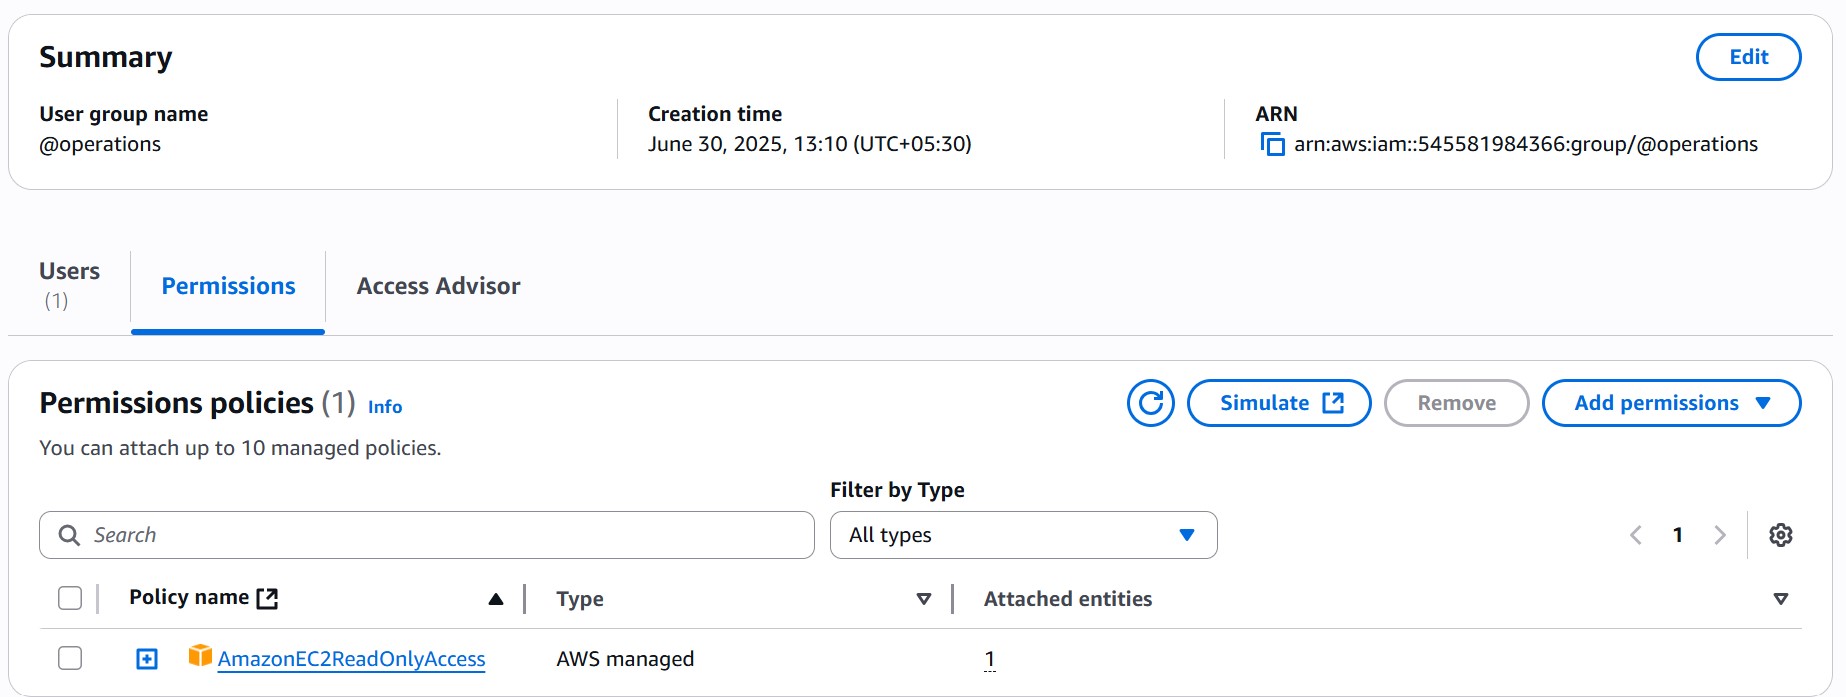 Summary
Edit
User group name
@operations
Creation time
June 30, 2025, 13:10 (UTC+05:30)
ARN
arn:aws:iam::545581984366:group/@operations
Users
(1)
Permissions
Access Advisor
Permissions policies (1) Info
You can attach up to 10 managed policies.
Simulate
Remove
Add permissions
Filter by Type
Search
All types
1
Policy name
Type
Attached entities
AmazonEC2ReadOnlyAccess
AWS managed
1